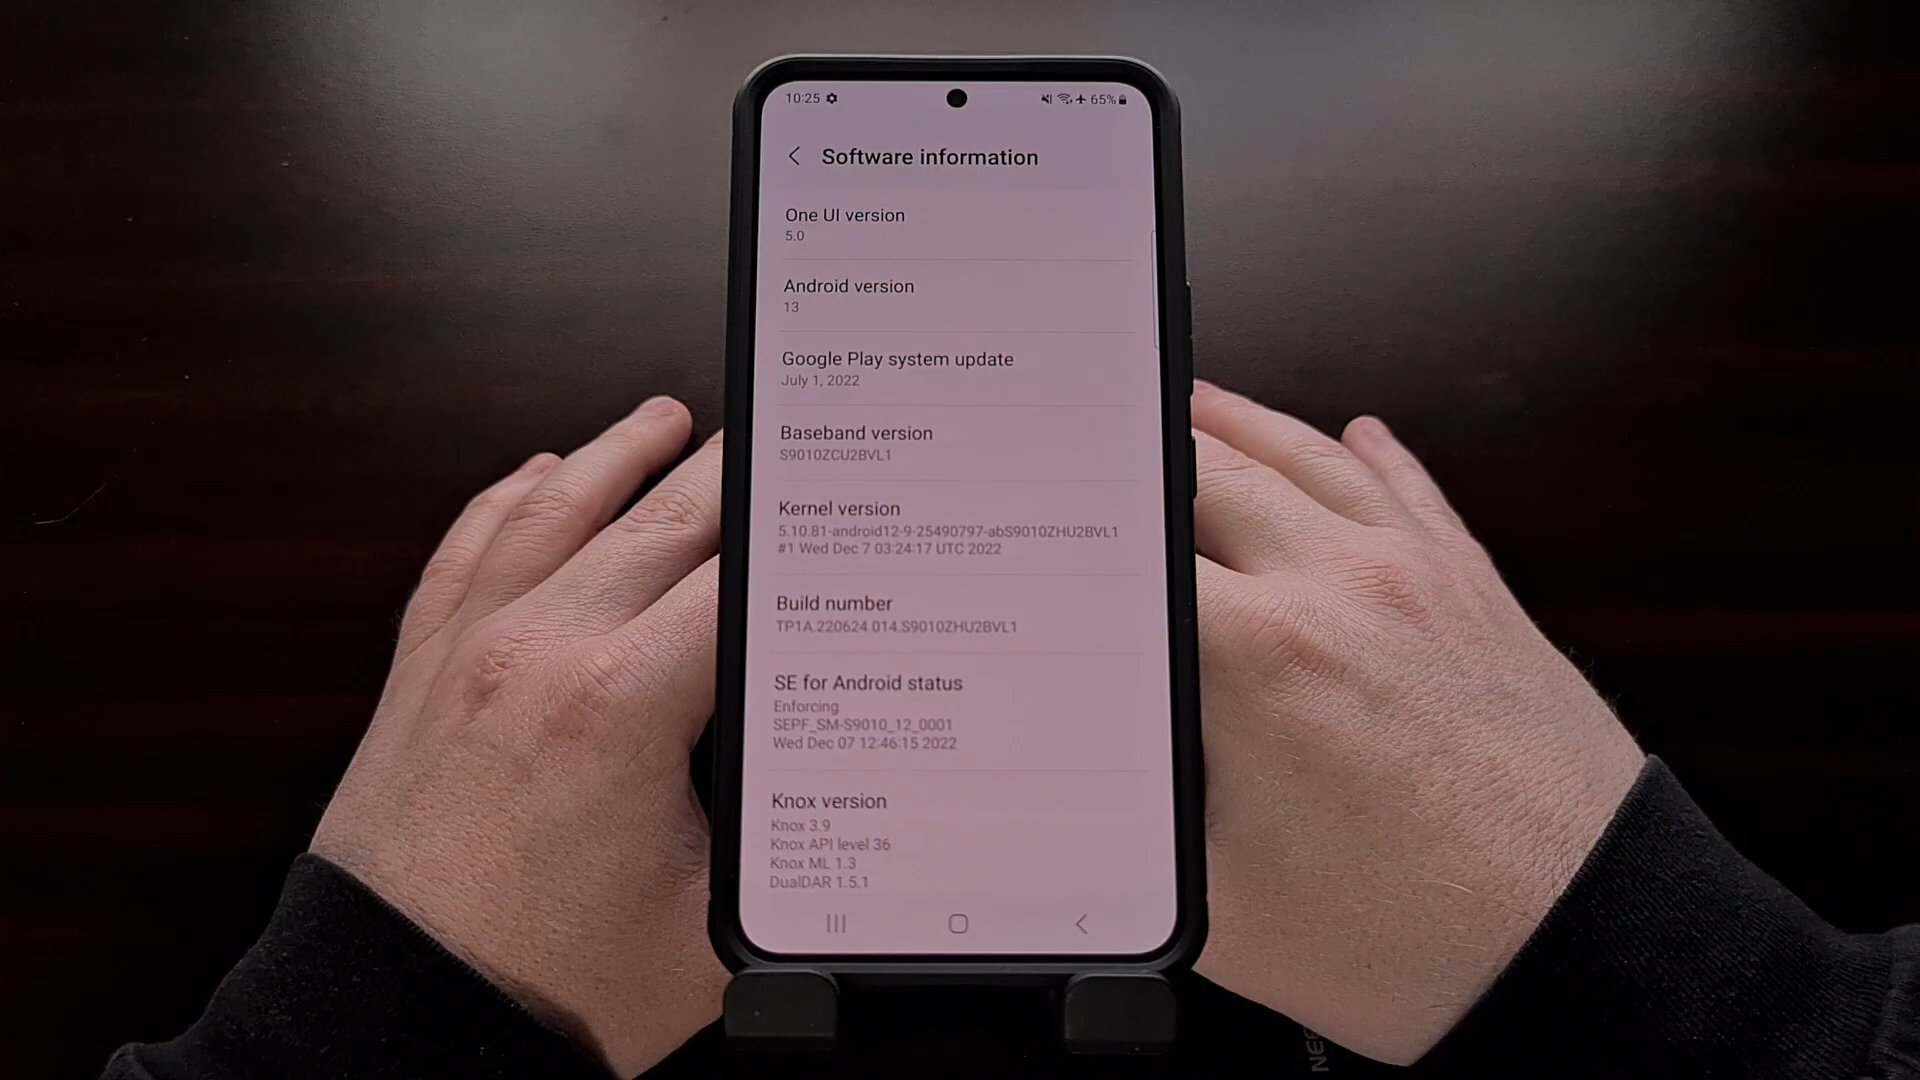 10:25 65%
Software information
One UI version
5.0
Android version
13
Google Play system update
July 1, 2022
Baseband version
S9010ZCU2BVL1
Kernel version
5.10.81-android12-9-25490797-abS9010ZHU2BVL1
#1 Wed Dec 7 03:24:17 UTC 2022
Build number
TP1A.220624.014.S9010ZHU2BVL1
SE for Android status
Enforcing
SEPF_SM-S9010_12_0001
Wed Dec 07 12:46:15 2022
Knox version
Knox 3.9
Knox API level 36
Knox ML 1.3
DualDAR 1.5.1